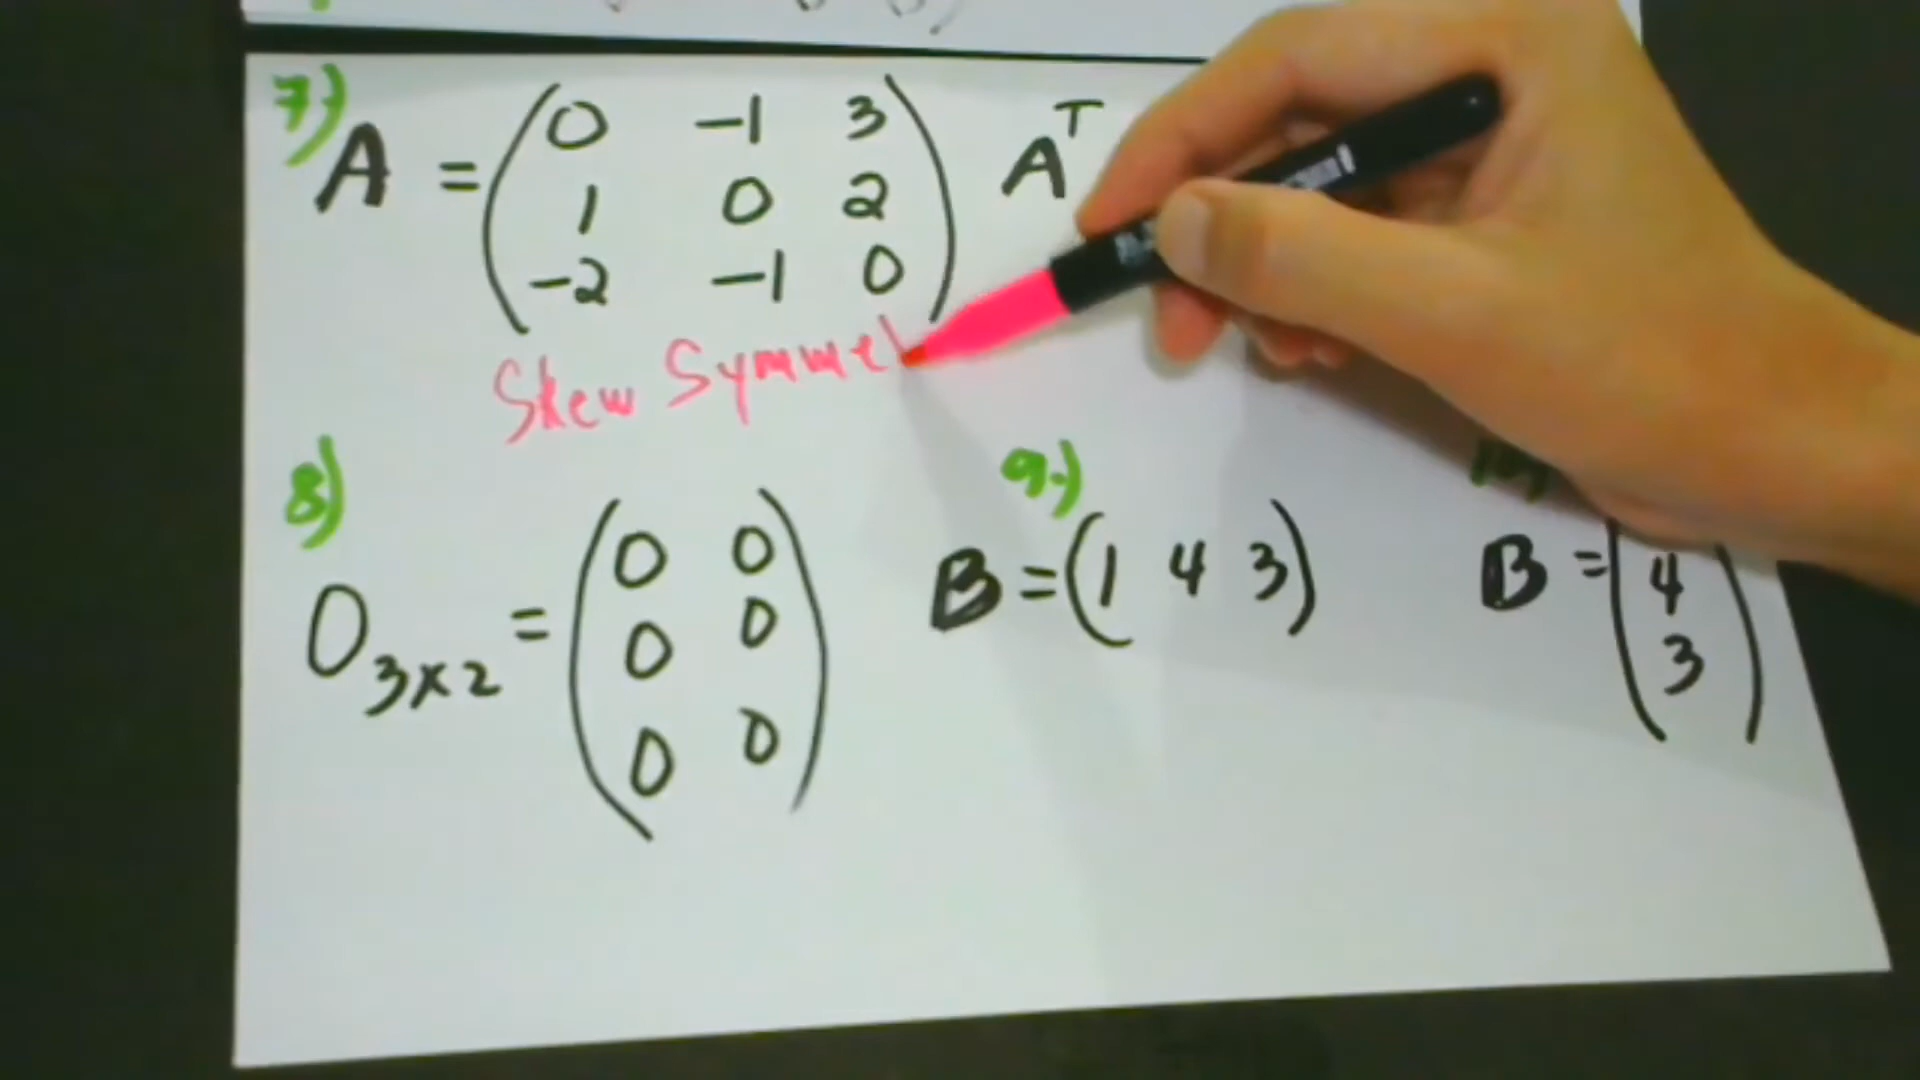 7.) A = ( 0 -1 3 Aᵀ
1 0 2
-2 -1 0 )
Skew Symmet
8) 9.)
O₃ₓ₂ = ( 0 0 B = (1 4 3) B = ( 4
0 0 3 )
0 0 )